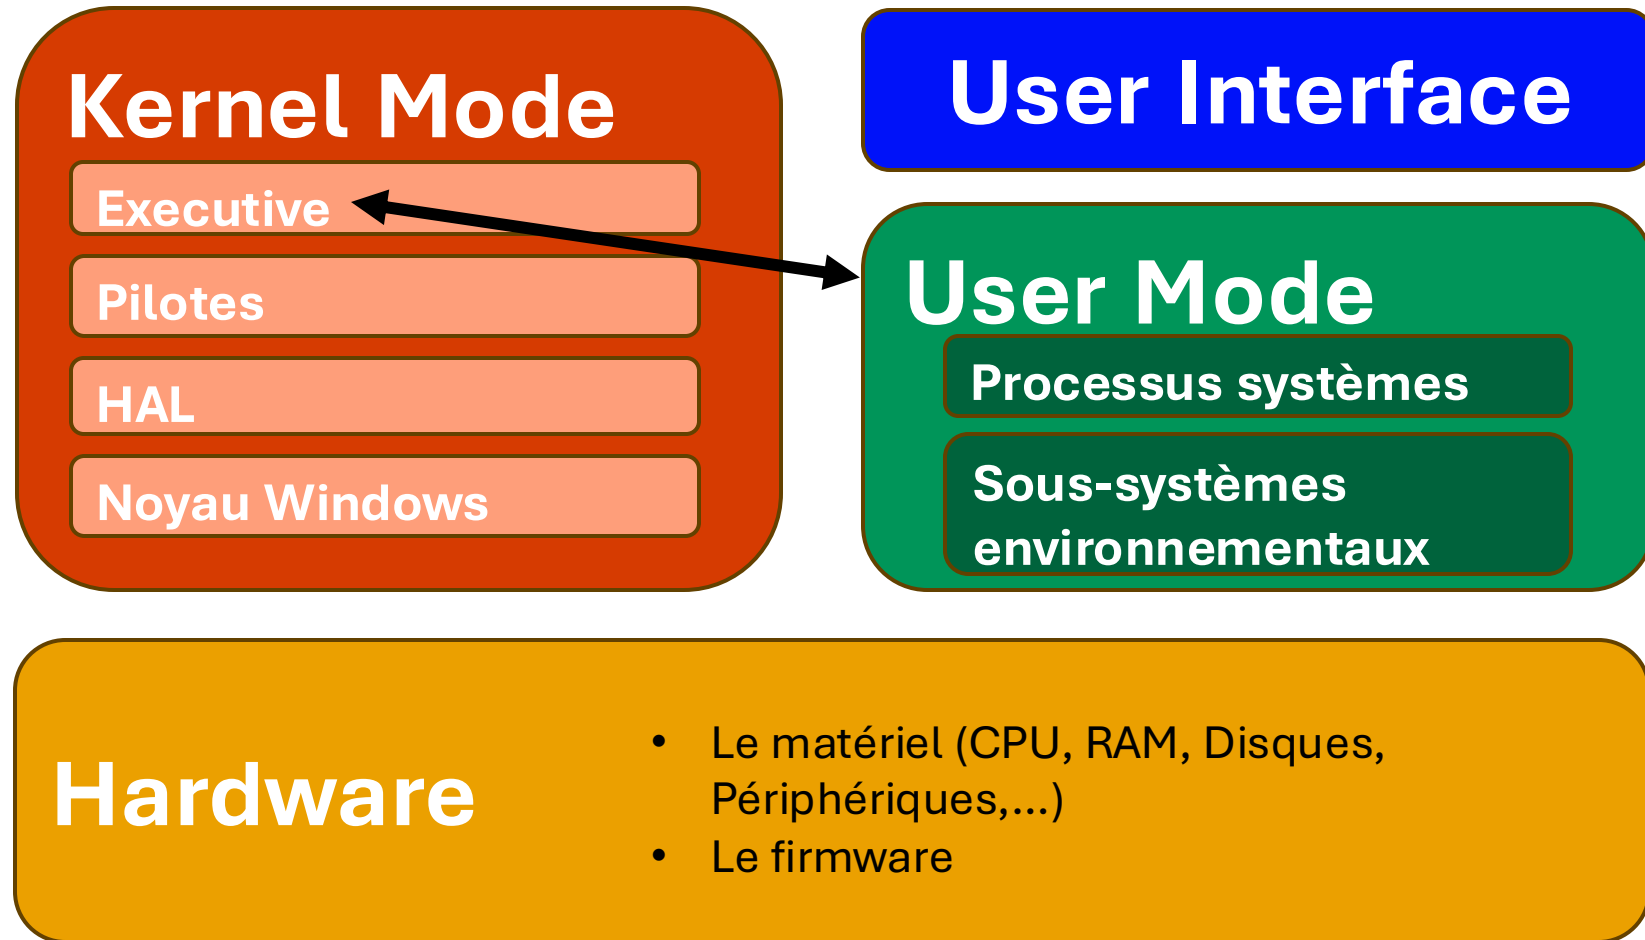 Kernel Mode
Executive
Pilotes
HAL
Noyau Windows
User Interface
User Mode
Processus systèmes
Sous-systèmes
environnementaux
Hardware
• Le matériel (CPU, RAM, Disques,
Périphériques,...)
• Le firmware